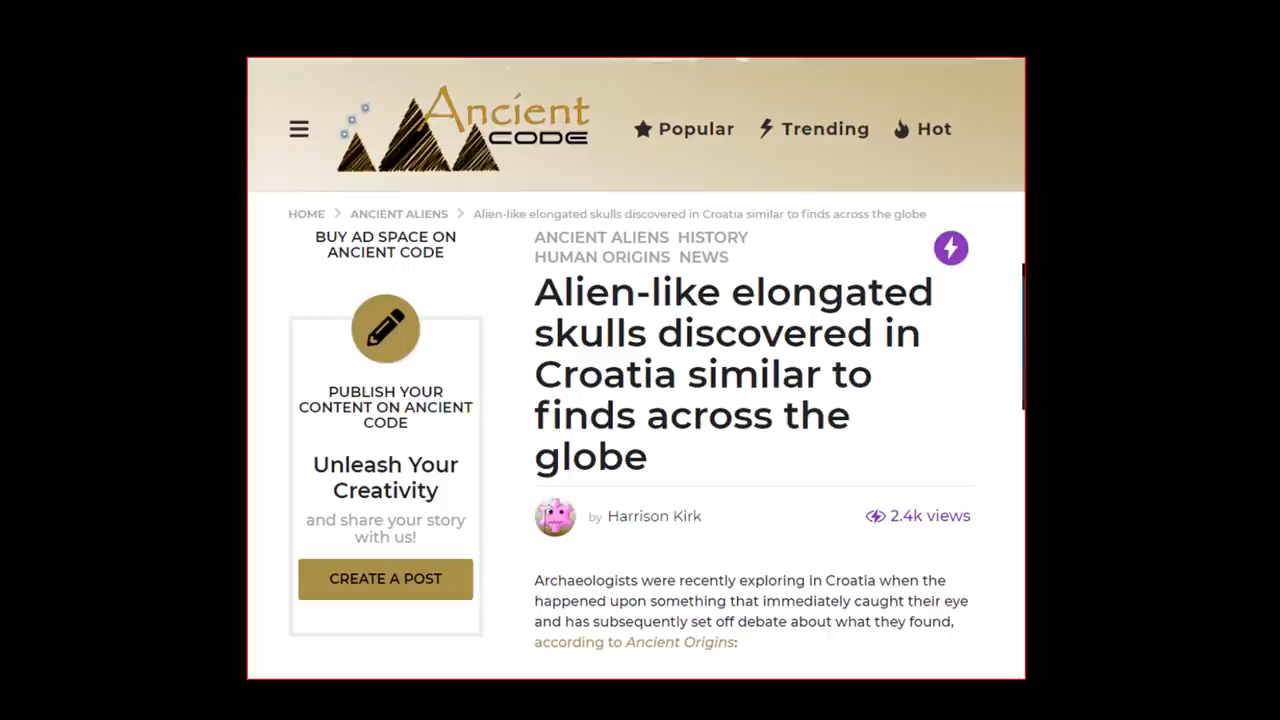 Ancient
CODE
Popular
Trending
Hot
HOME
ANCIENT ALIENS
Alien-like elongated skulls discovered in Croatia similar to finds across the globe
BUY AD SPACE ON
ANCIENT CODE
PUBLISH YOUR
CONTENT ON ANCIENT
CODE
Unleash Your
Creativity
and share your story
with us!
CREATE A POST
ANCIENT ALIENS HISTORY
HUMAN ORIGINS NEWS
Alien-like elongated
skulls discovered in
Croatia similar to
finds across the
globe
by Harrison Kirk
2.4k views
Archaeologists were recently exploring in Croatia when the
happened upon something that immediately caught their eye
and has subsequently set off debate about what they found,
according to Ancient Origins: